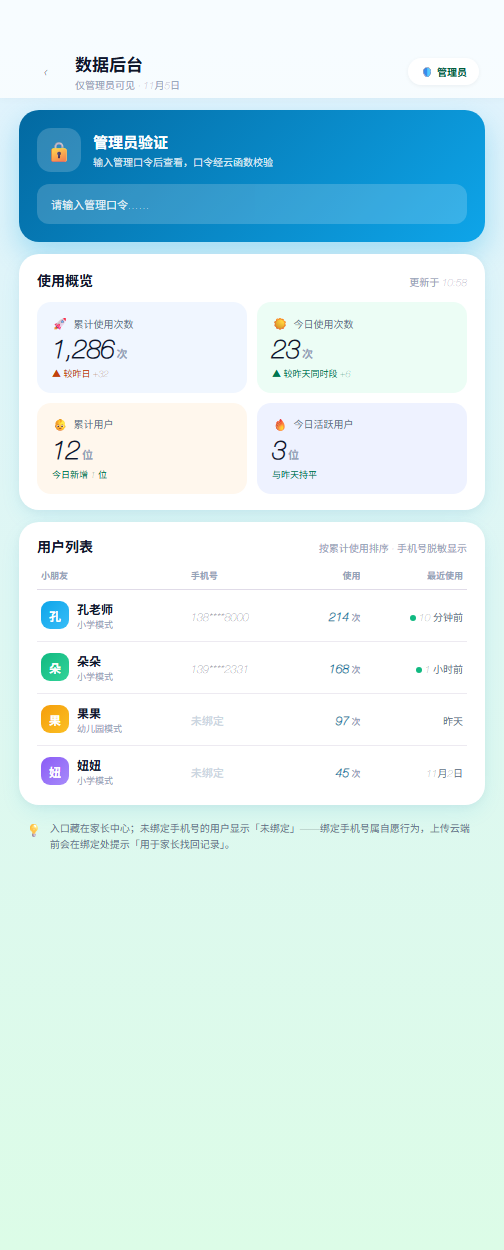 数据后台
仅管理员可见 · 11月5日
管理员
管理员验证
输入管理口令后查看，口令经云函数校验
请输入管理口令……
使用概览
更新于 10:58
累计使用次数
1,286次
▲ 较昨日 +32
今日使用次数
23次
▲ 较昨天同时段 +6
累计用户
12位
今日新增 1 位
今日活跃用户
3位
与昨天持平
用户列表
按累计使用排序 · 手机号脱敏显示
小朋友 手机号 使用 最近使用
孔 孔老师 138****8000 214次 10 分钟前
小学模式
朵 朵朵 139****2331 168次 1 小时前
小学模式
果 果果 未绑定 97次 昨天
幼儿园模式
妞 妞妞 未绑定 45次 11月2日
小学模式
入口藏在家长中心；未绑定手机号的用户显示「未绑定」——绑定手机号属自愿行为，上传云端
前会在绑定处提示「用于家长找回记录」。